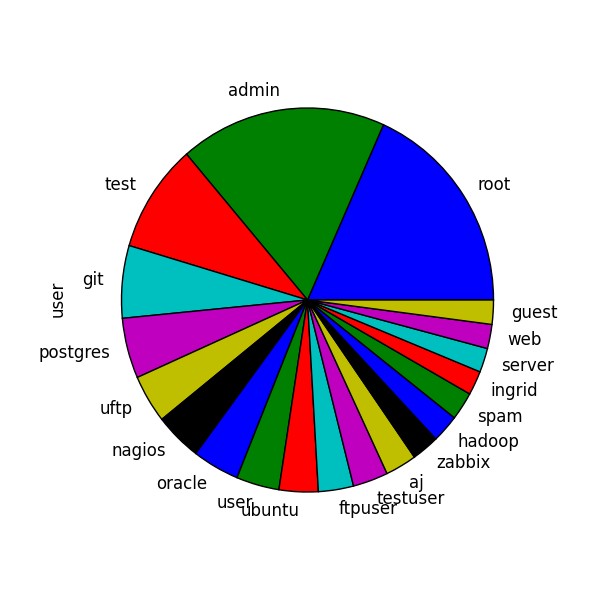 admin
root
test
git
user
postgres
uftp
nagios
oracle
user
ubuntu
ftpuser
testuser
aj
zabbix
hadoop
spam
ingrid
server
web
guest